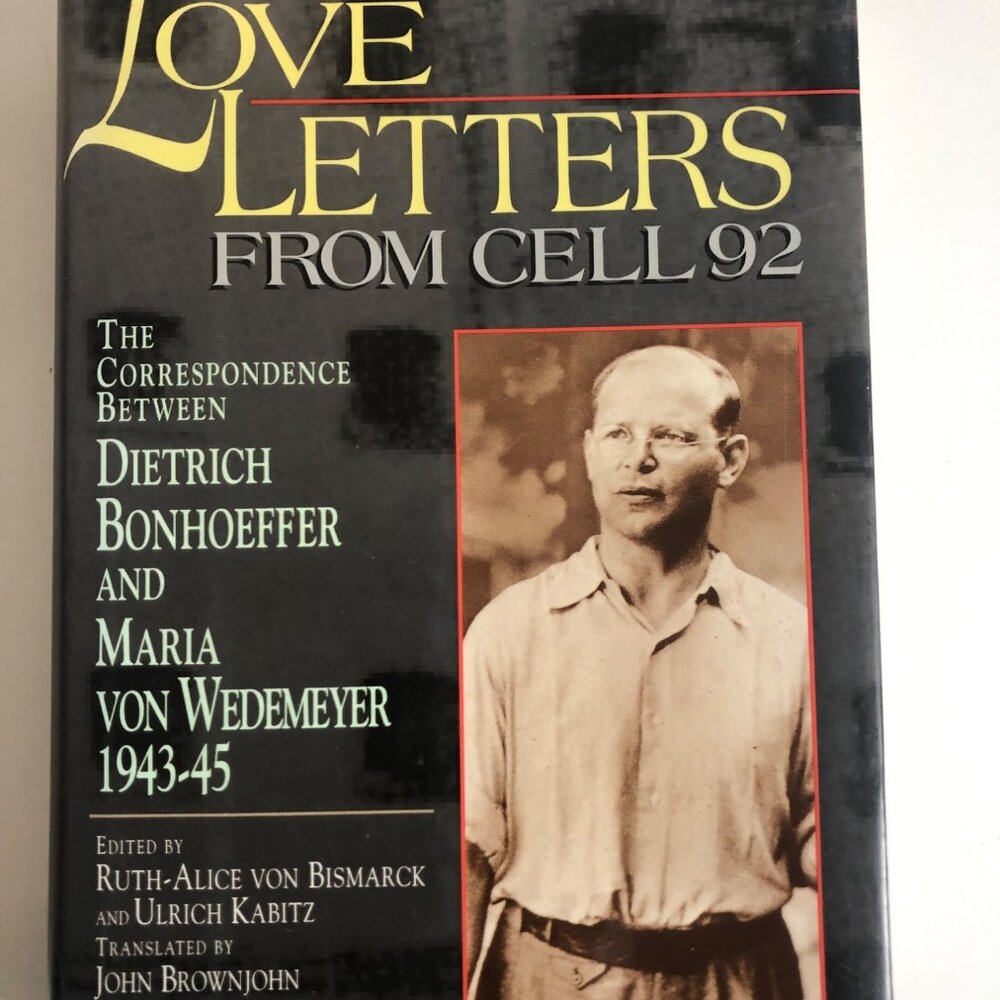 LOVE
LETTERS
FROM CELL 92
THE
CORRESPONDENCE
BETWEEN
DIETRICH
BONHOEFFER
AND
MARIA
VON WEDEMEYER
1943-45
EDITED BY
RUTH-ALICE VON BISMARCK
AND ULRICH KABITZ
TRANSLATED BY
JOHN BROWNJOHN